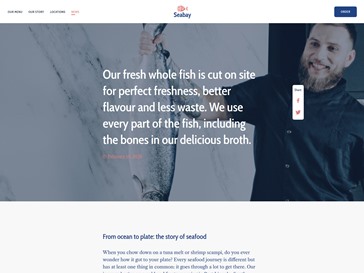 OUR MENU OUR STORY LOCATIONS
Seabay
ORDER
Our fresh whole fish is cut on site
for perfect freshness, better
flavour and less waste. We use
every part of the fish, including
the bones in our delicious broth.
Share
From ocean to plate: the story of seafood
When you chow down on a tuna melt or shrimp scampi, do you ever
wonder how it got to your plate? Every seafood journey is different but
has at least one thing in common: it goes through a lot to get there. Our